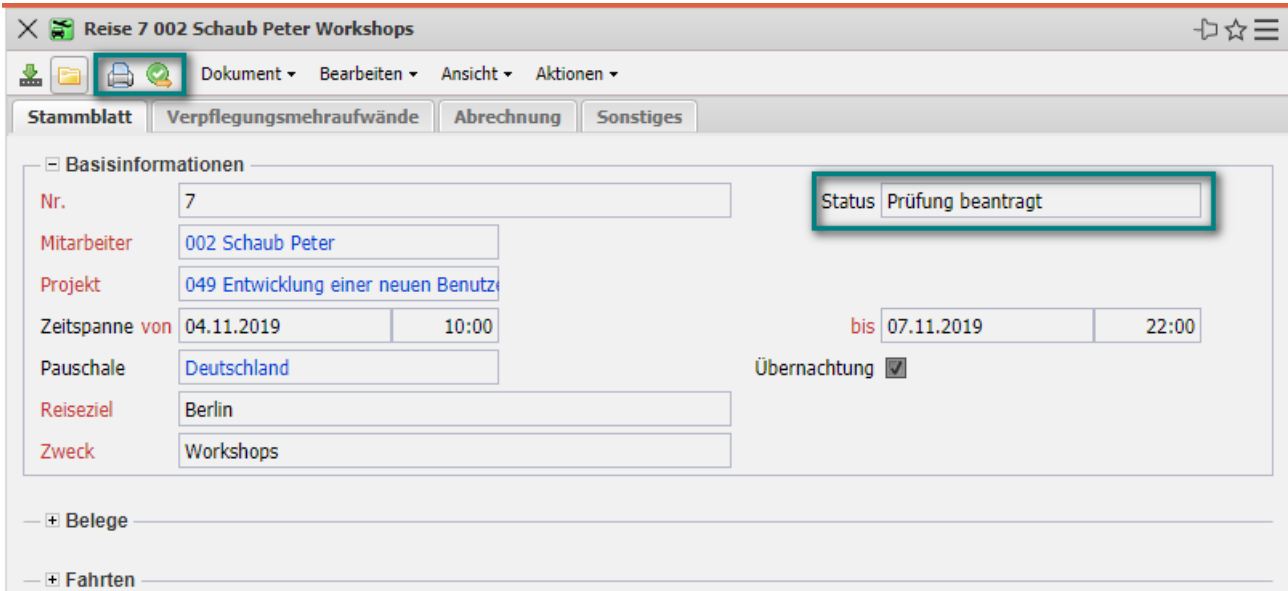 Reise 7 002 Schaub Peter Workshops
Dokument Bearbeiten Ansicht Aktionen
Stammblatt Verpflegungsmehraufwände Abrechnung Sonstiges
Basisinformationen
Nr. 7 Status Prüfung beantragt
Mitarbeiter 002 Schaub Peter
Projekt 049 Entwicklung einer neuen Benutze
Zeitspanne von 04.11.2019 10:00 bis 07.11.2019 22:00
Pauschale Deutschland Übernachtung
Reiseziel Berlin
Zweck Workshops
Belege
Fahrten